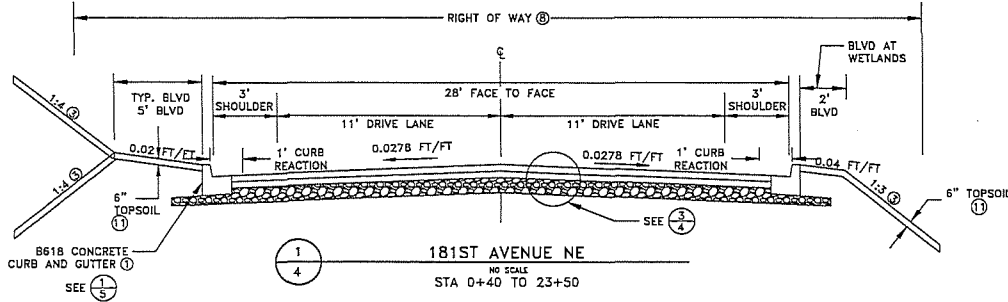 RIGHT OF WAY ⑧
℄
BLVD AT
WETLANDS
TYP. BLVD
5' BLVD
3'
SHOULDER
28' FACE TO FACE
3'
SHOULDER
2'
BLVD
11' DRIVE LANE
11' DRIVE LANE
1:4 ③
0.02 FT/FT
1' CURB
REACTION
0.0278 FT/FT
0.0278 FT/FT
1' CURB
REACTION
0.04 FT/FT
1:4 ③
1:3 ③
6"
TOPSOIL
⑪
6"
TOPSOIL
⑪
SEE 3/4
B618 CONCRETE
CURB AND GUTTER ①
SEE 1/5
1/4
181ST AVENUE NE
NO SCALE
STA 0+40 TO 23+50